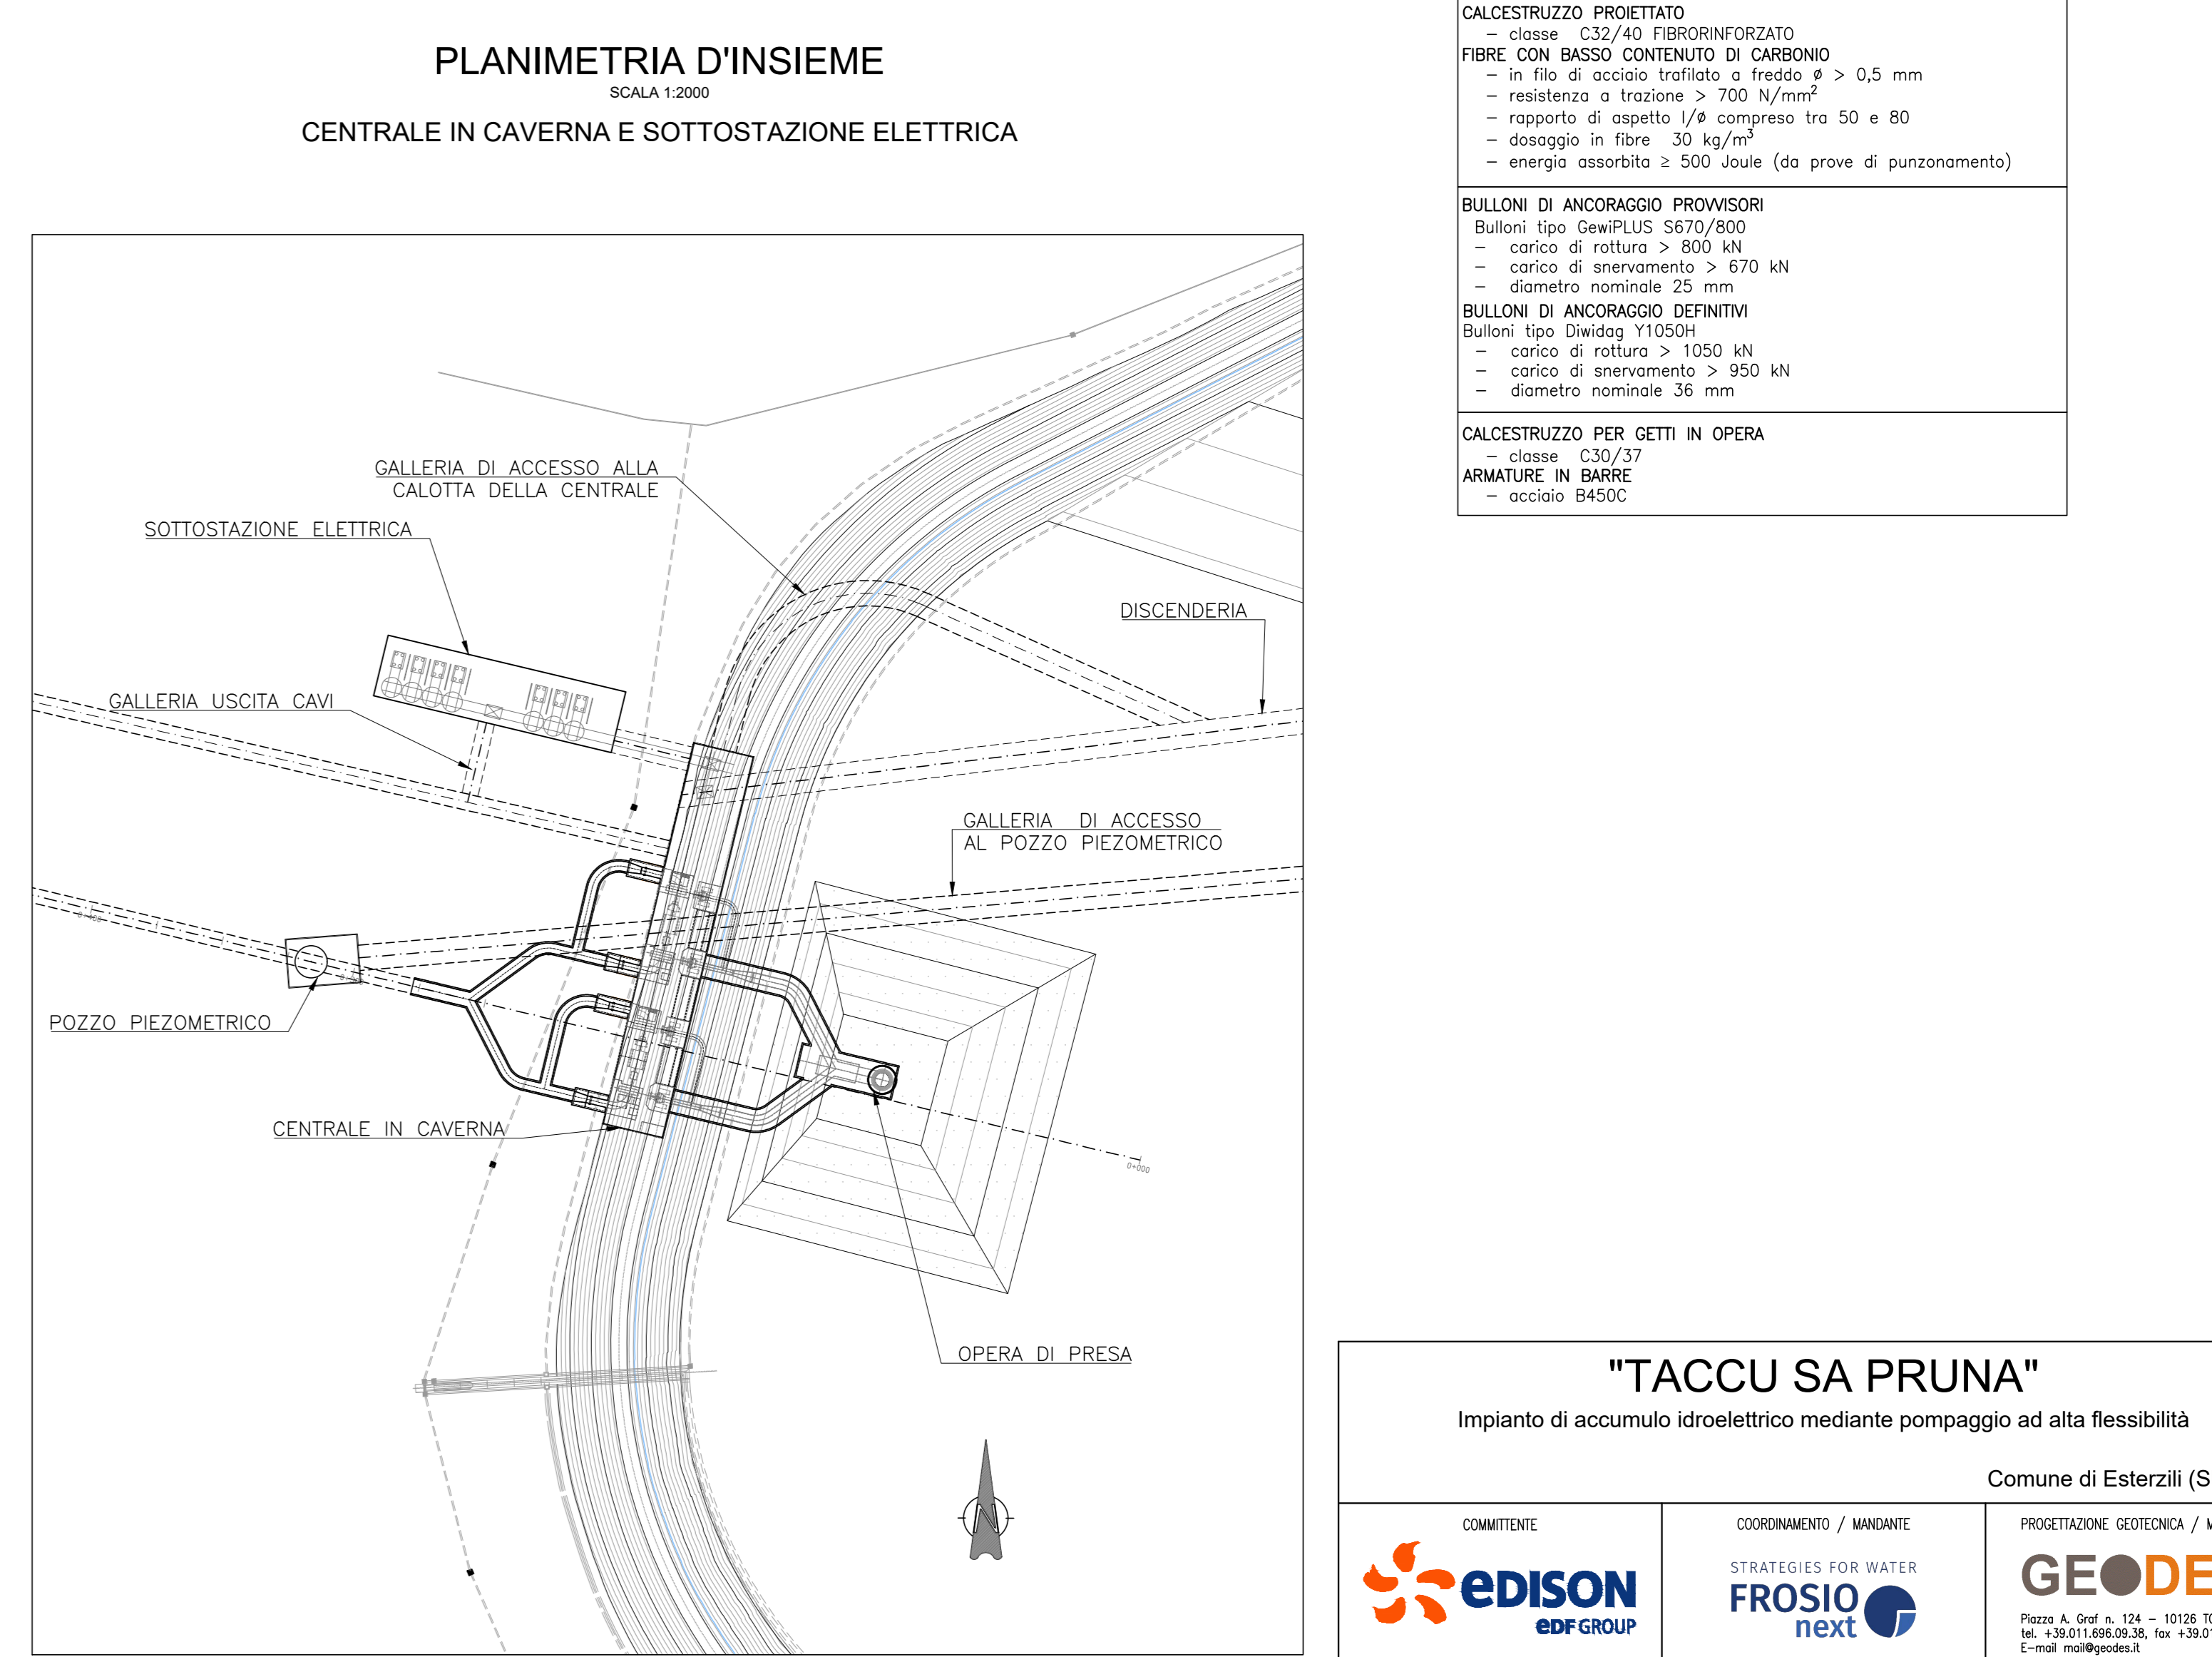 PLANIMETRIA D'INSIEME
SCALA 1:2000
CENTRALE IN CAVERNA E SOTTOSTAZIONE ELETTRICA
CALCESTRUZZO PROIETTATO
– classe C32/40 FIBRORINFORZATO
FIBRE CON BASSO CONTENUTO DI CARBONIO
– in filo di acciaio trafilato a freddo ø > 0,5 mm
– resistenza a trazione > 700 N/mm²
– rapporto di aspetto l/ø compreso tra 50 e 80
– dosaggio in fibre 30 kg/m³
– energia assorbita ≥ 500 Joule (da prove di punzonamento)
BULLONI DI ANCORAGGIO PROVVISORI
Bulloni tipo GewiPLUS S670/800
– carico di rottura > 800 kN
– carico di snervamento > 670 kN
– diametro nominale 25 mm
BULLONI DI ANCORAGGIO DEFINITIVI
Bulloni tipo Diwidag Y1050H
– carico di rottura > 1050 kN
– carico di snervamento > 950 kN
– diametro nominale 36 mm
CALCESTRUZZO PER GETTI IN OPERA
– classe C30/37
ARMATURE IN BARRE
– acciaio B450C
GALLERIA DI ACCESSO ALLA
CALOTTA DELLA CENTRALE
SOTTOSTAZIONE ELETTRICA
DISCENDERIA
GALLERIA USCITA CAVI
GALLERIA DI ACCESSO
AL POZZO PIEZOMETRICO
POZZO PIEZOMETRICO
CENTRALE IN CAVERNA
0+000
OPERA DI PRESA
N
"TACCU SA PRUNA"
Impianto di accumulo idroelettrico mediante pompaggio ad alta flessibilità
Comune di Esterzili (S
COMMITTENTE
EDISON
EDF GROUP
COORDINAMENTO / MANDANTE
STRATEGIES FOR WATER
FROSIO
next
PROGETTAZIONE GEOTECNICA / M
GEODE
Piazza A. Graf n. 124 – 10126 TO
tel. +39.011.696.09.38, fax +39.01
E–mail mail@geodes.it